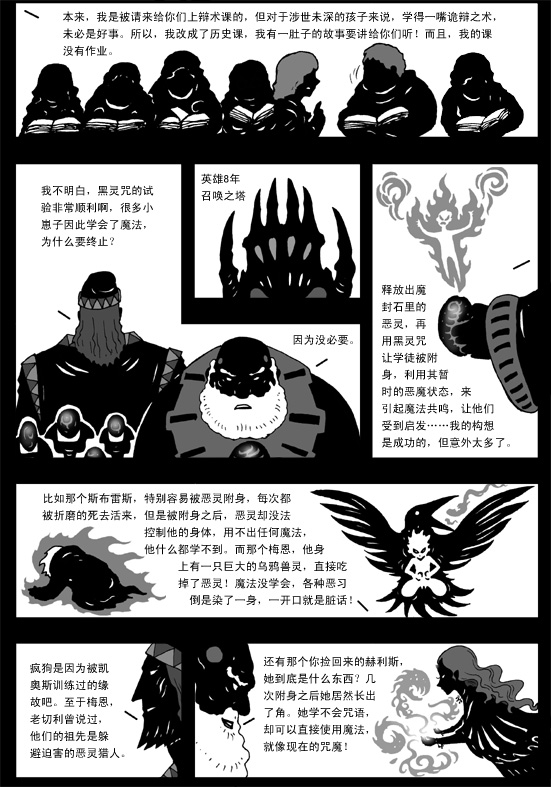 本来，我是被请来给你们上辩术课的，但对于涉世未深的孩子来说，学得一嘴诡辩之术，
未必是好事。所以，我改成了历史课，我有一肚子的故事要讲给你们听！而且，我的课
没有作业。
我不明白，黑灵咒的试
验非常顺利啊，很多小
崽子因此学会了魔法，
为什么要终止？
英雄8年
召唤之塔
因为没必要。
释放出魔
封石里的
恶灵，再
用黑灵咒
让学徒被附
身，利用其暂
时的恶魔状态，来
引起魔法共鸣，让他们
受到启发……我的构想
是成功的，但意外太多了。
比如那个斯布雷斯，特别容易被恶灵附身，每次都
被折磨的死去活来，但是被附身之后，恶灵却没法
控制他的身体，用不出任何魔法，
他什么都学不到。而那个梅恩，他身
上有一只巨大的乌鸦兽灵，直接吃
掉了恶灵！魔法没学会，各种恶习
倒是染了一身，一开口就是脏话！
疯狗是因为被凯
奥斯训练过的缘
故吧。至于梅恩，
老切利曾说过，
他们的祖先是躲
避迫害的恶灵猎人。
还有那个你捡回来的赫利斯，
她到底是什么东西？几
次附身之后她居然长出
了角。她学不会咒语，
却可以直接使用魔法，
就像现在的咒魔！